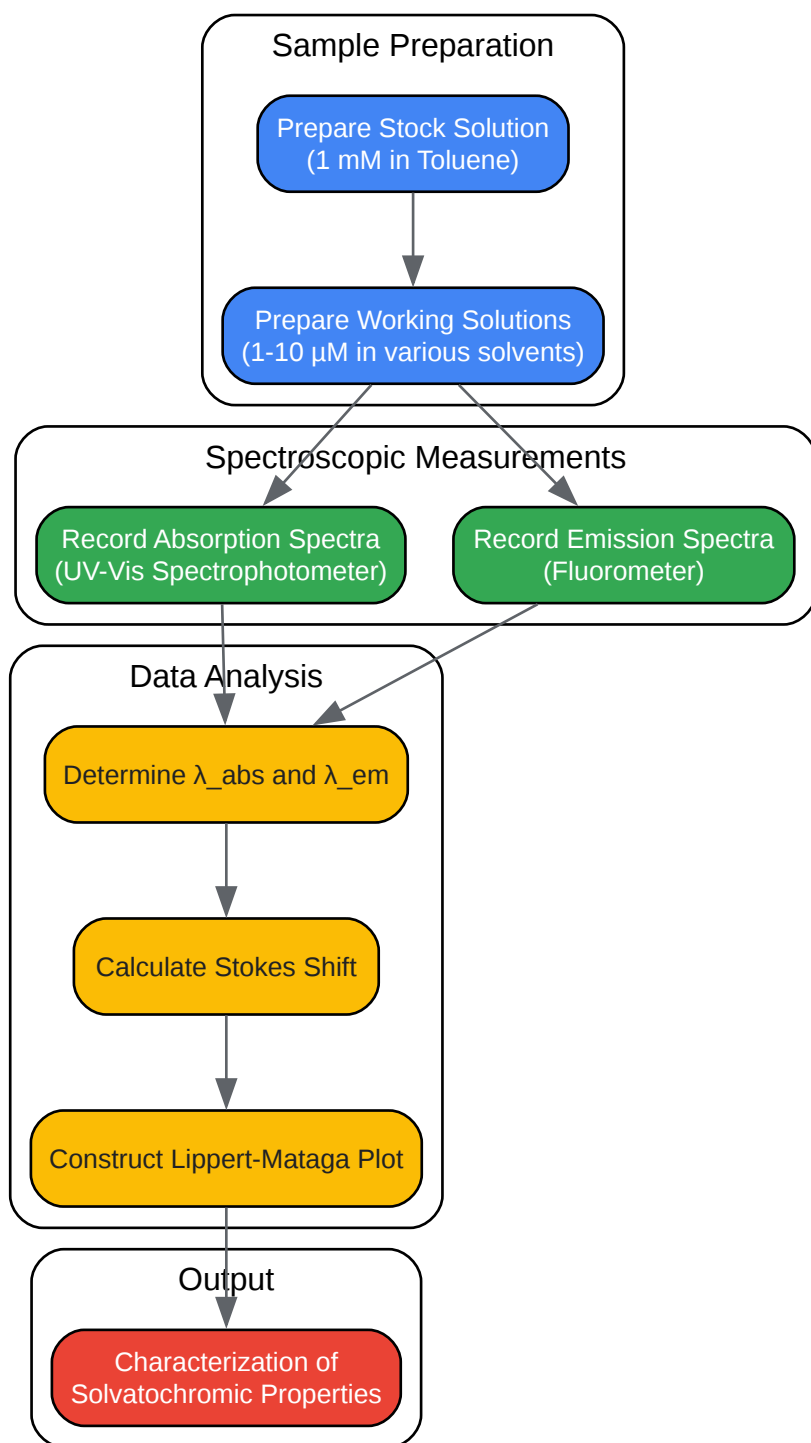 Sample Preparation
Prepare Stock Solution
(1 mM in Toluene)
Prepare Working Solutions
(1-10 µM in various solvents)
Spectroscopic Measurements
Record Absorption Spectra
(UV-Vis Spectrophotometer)
Record Emission Spectra
(Fluorometer)
Data Analysis
Determine λ_abs and λ_em
Calculate Stokes Shift
Construct Lippert-Mataga Plot
Output
Characterization of
Solvatochromic Properties